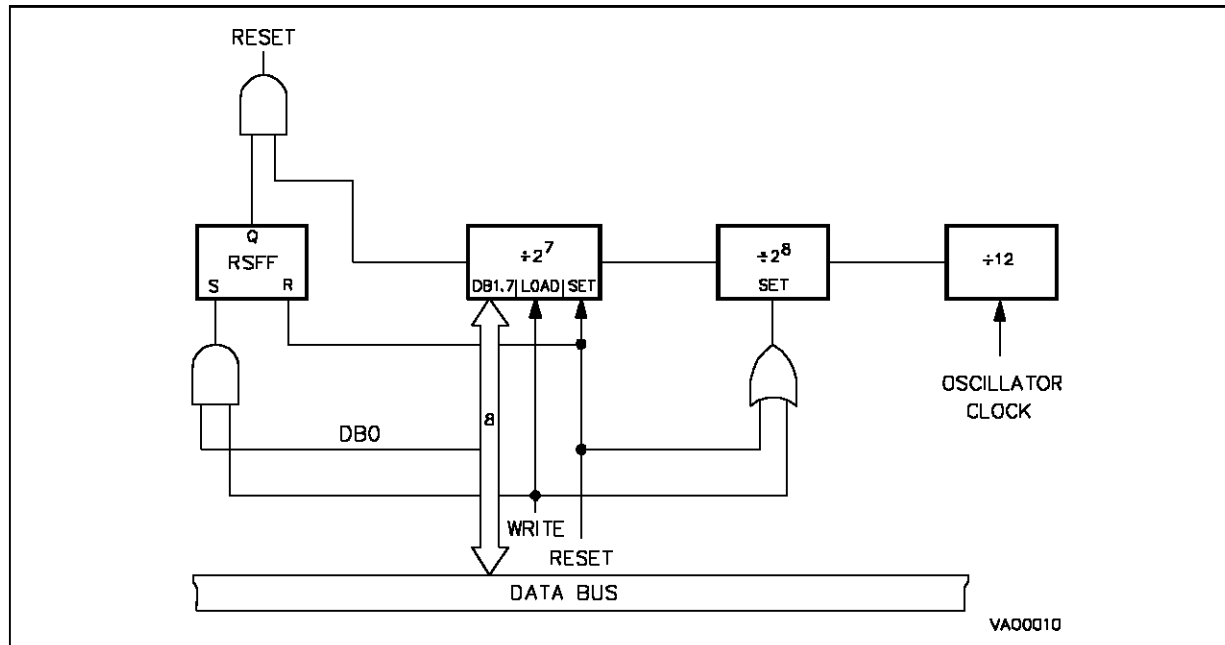 RESET
Q
RSFF
S R
÷2⁷
DB1.7 LOAD SET
÷2⁸
SET
÷12
OSCILLATOR
CLOCK
8
DB0
WRITE
RESET
DATA BUS
VA00010